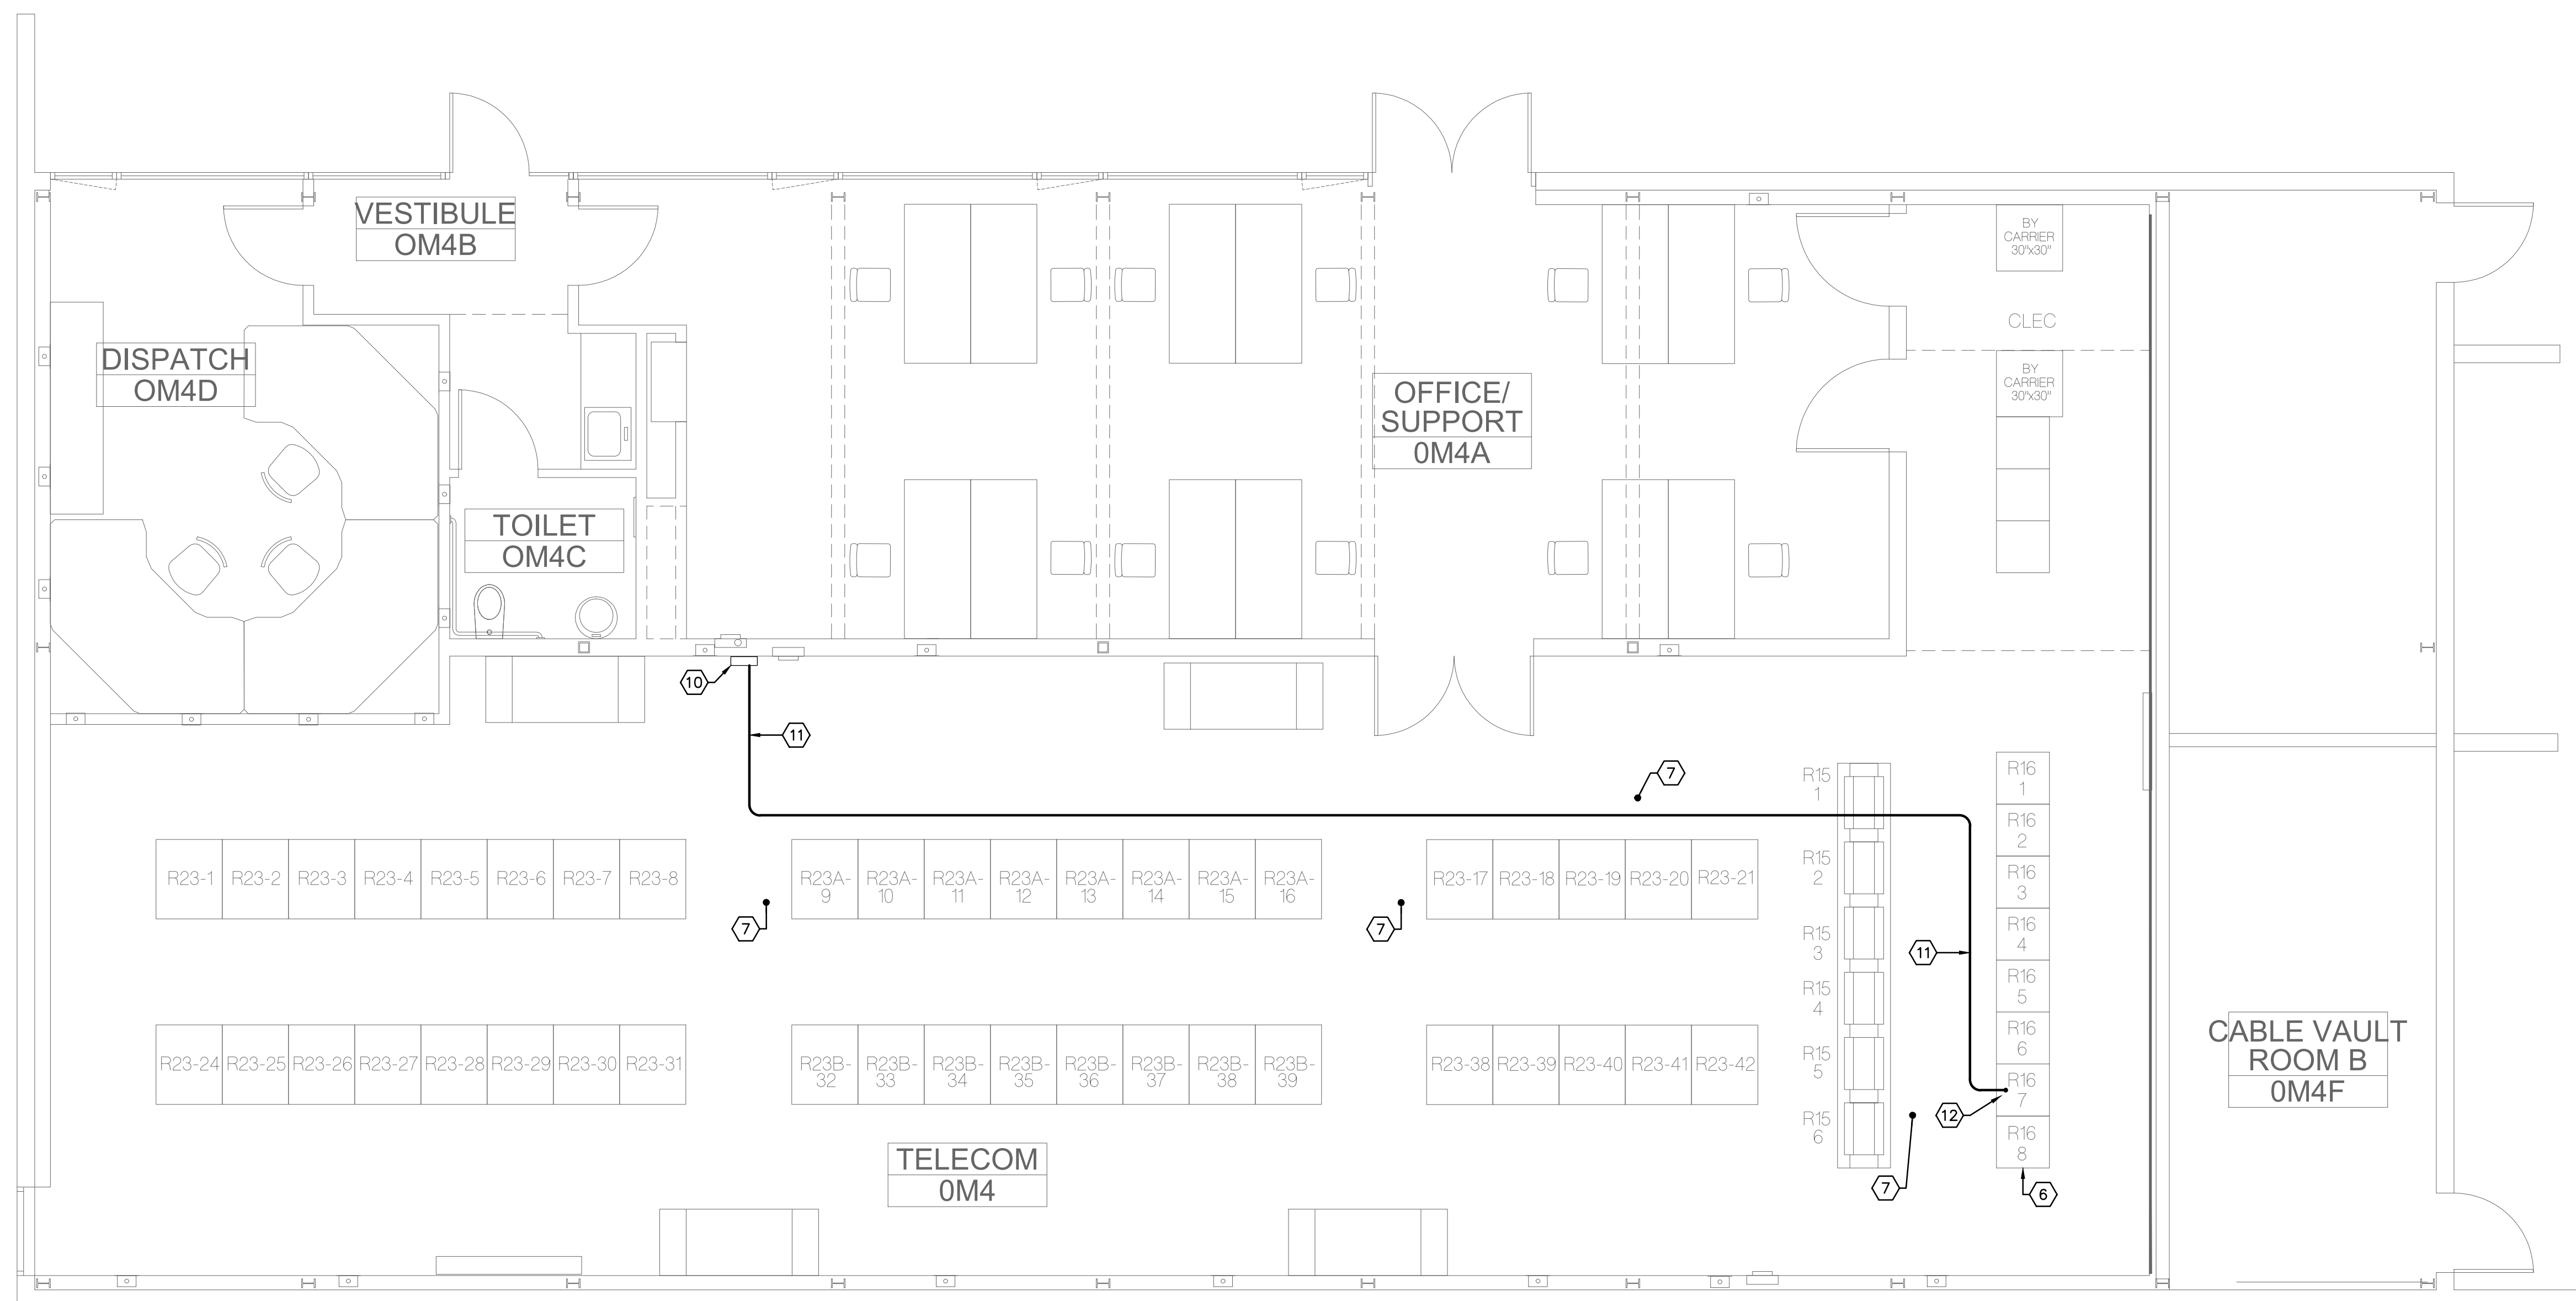 VESTIBULE
OM4B
BY
CARRIER
30"x30"
CLEC
DISPATCH
OM4D
BY
CARRIER
30"x30"
OFFICE/
SUPPORT
0M4A
TOILET
OM4C
10
11
7
R15
1
R16
1
R16
2
R15
2
R16
3
R23-1 R23-2 R23-3 R23-4 R23-5 R23-6 R23-7 R23-8
R23A-
9
R23A-
10
R23A-
11
R23A-
12
R23A-
13
R23A-
14
R23A-
15
R23A-
16
R23-17 R23-18 R23-19 R23-20 R23-21
7
7
R15
3
11
R16
4
R15
4
R16
5
R16
6
R23-24 R23-25 R23-26 R23-27 R23-28 R23-29 R23-30 R23-31
R23B-
32
R23B-
33
R23B-
34
R23B-
35
R23B-
36
R23B-
37
R23B-
38
R23B-
39
R23-38 R23-39 R23-40 R23-41 R23-42
R15
5
R16
7
12
R15
6
R16
8
7
6
CABLE VAULT
ROOM B
0M4F
TELECOM
0M4